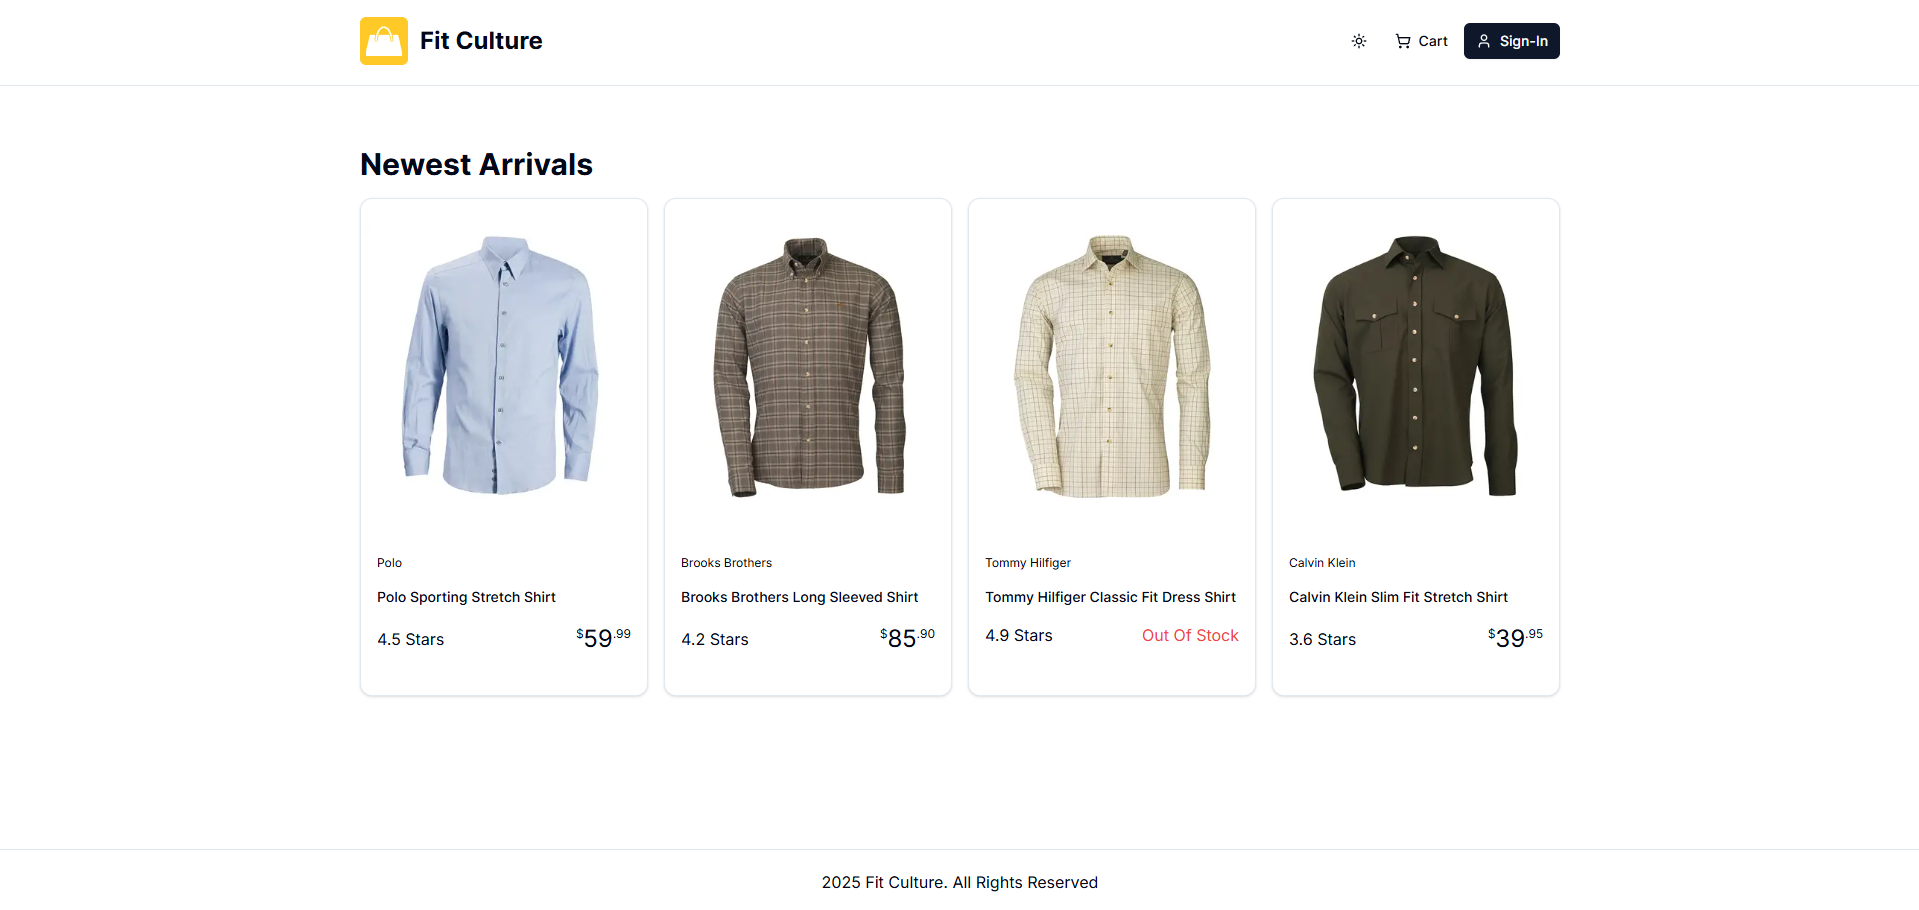 Fit Culture
Cart
Sign-In
Newest Arrivals
Polo
Polo Sporting Stretch Shirt
4.5 Stars $59.99
Brooks Brothers
Brooks Brothers Long Sleeved Shirt
4.2 Stars $85.90
Tommy Hilfiger
Tommy Hilfiger Classic Fit Dress Shirt
4.9 Stars Out Of Stock
Calvin Klein
Calvin Klein Slim Fit Stretch Shirt
3.6 Stars $39.95
2025 Fit Culture. All Rights Reserved